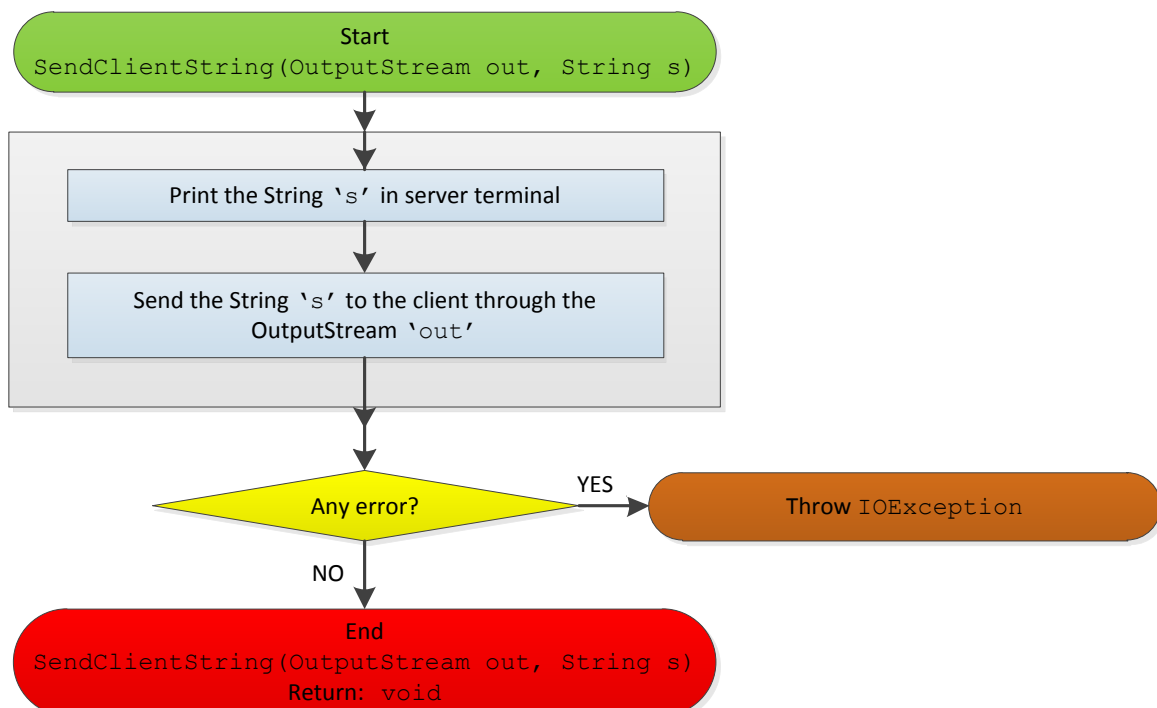 Start
SendClientString(OutputStream out, String s)
Print the String ‘s’ in server terminal
Send the String ‘s’ to the client through the
OutputStream ‘out’
Any error?
YES
Throw IOException
NO
End
SendClientString(OutputStream out, String s)
Return: void